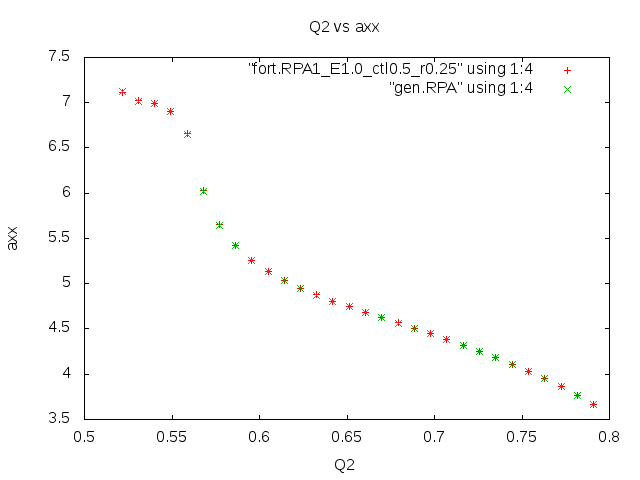 Q2 vs axx
"fort.RPA1_E1.0_ctl0.5_r0.25" using 1:4
"gen.RPA" using 1:4
7.5
7
6.5
6
5.5
5
4.5
4
3.5
axx
0.5 0.55 0.6 0.65 0.7 0.75 0.8
Q2